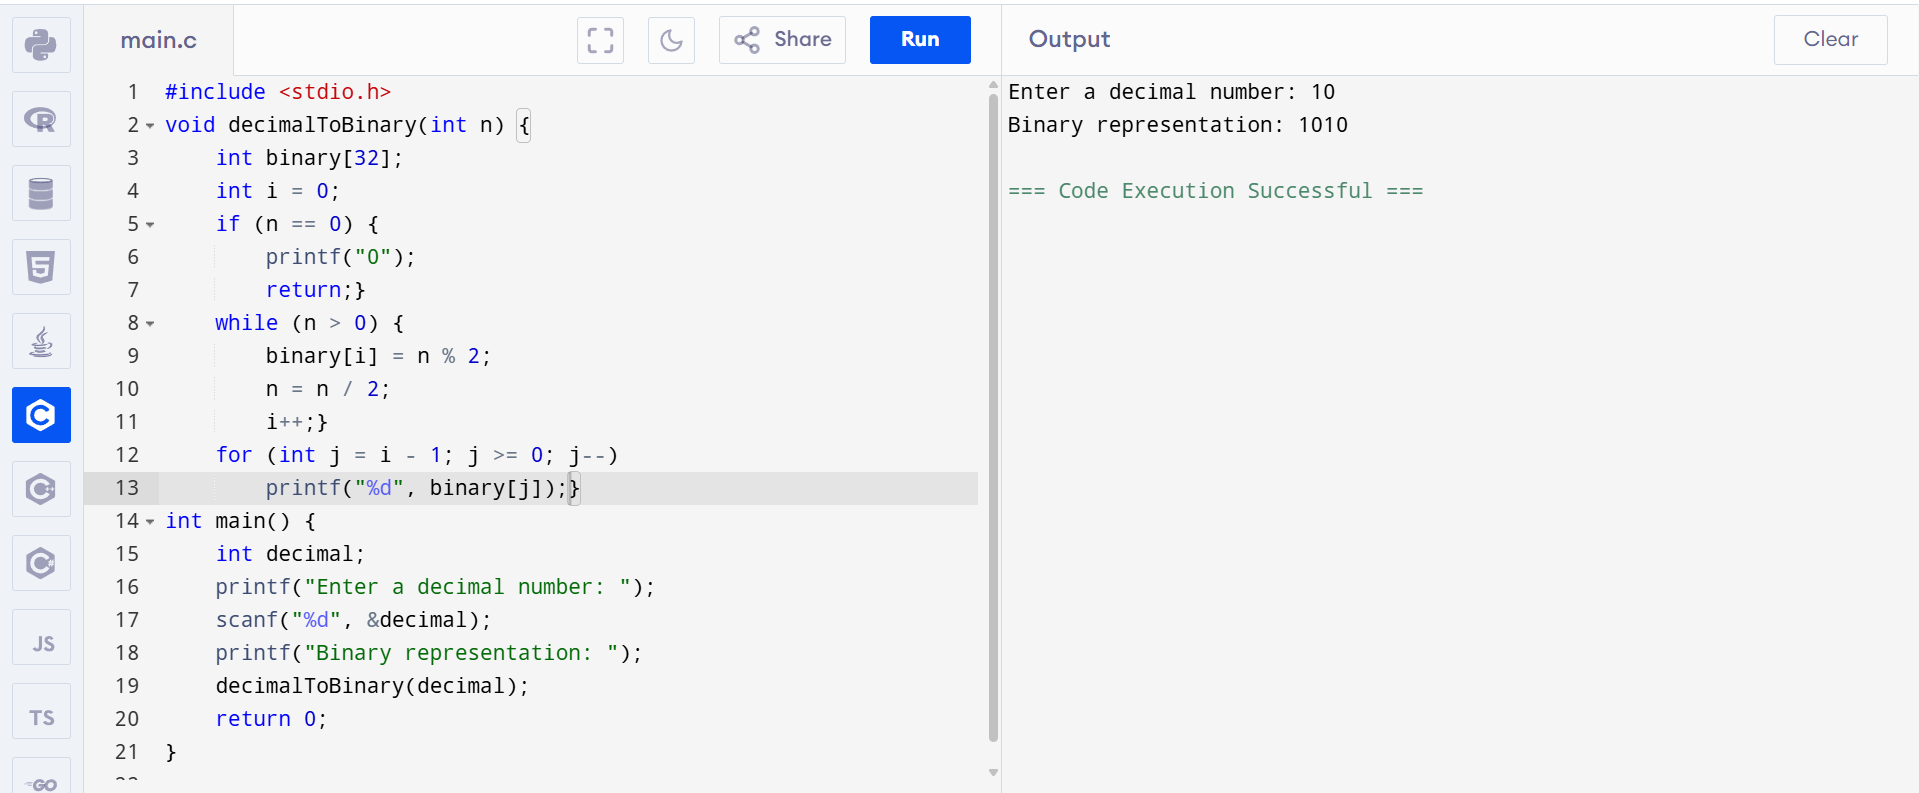 main.c
Share
Run
Output
Clear
1 #include <stdio.h>
2 void decimalToBinary(int n) {
3     int binary[32];
4     int i = 0;
5     if (n == 0) {
6         printf("0");
7         return;}
8     while (n > 0) {
9         binary[i] = n % 2;
10         n = n / 2;
11         i++;}
12     for (int j = i - 1; j >= 0; j--)
13         printf("%d", binary[j]);}
14 int main() {
15     int decimal;
16     printf("Enter a decimal number: ");
17     scanf("%d", &decimal);
18     printf("Binary representation: ");
19     decimalToBinary(decimal);
20     return 0;
21 }
Enter a decimal number: 10
Binary representation: 1010
=== Code Execution Successful ===
R
5
C
C
C#
JS
TS
GO